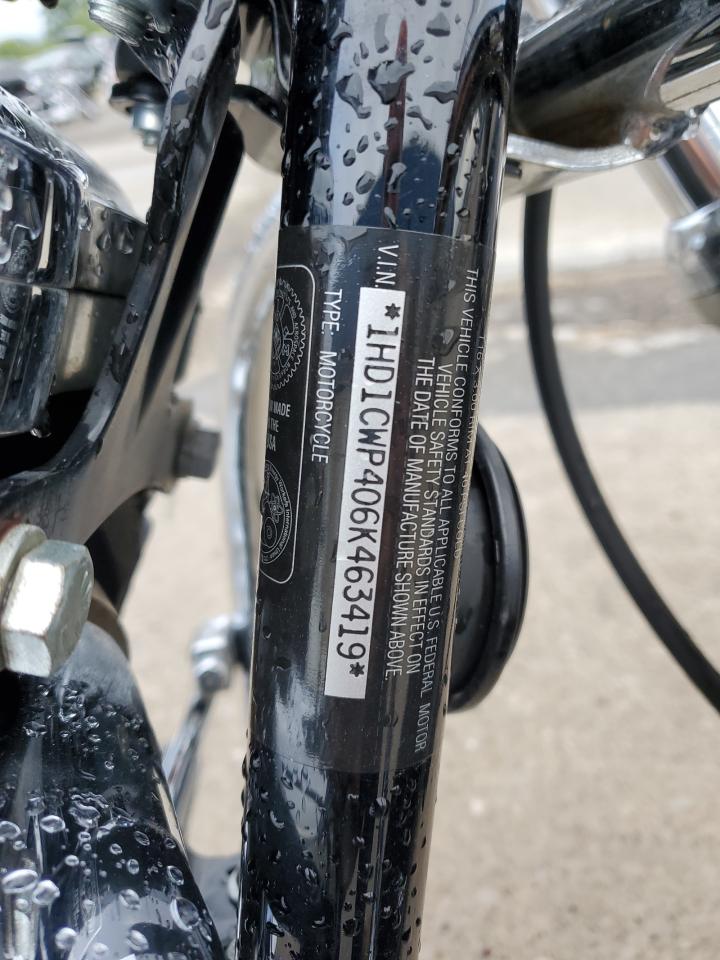 THIS VEHICLE CONFORMS TO ALL APPLICABLE U.S. FEDERAL MOTOR
VEHICLE SAFETY STANDARDS IN EFFECT ON
THE DATE OF MANUFACTURE SHOWN ABOVE.
V.I.N.
*1HD1CWP406K463419*
TYPE: MOTORCYCLE
MADE
THE
USA